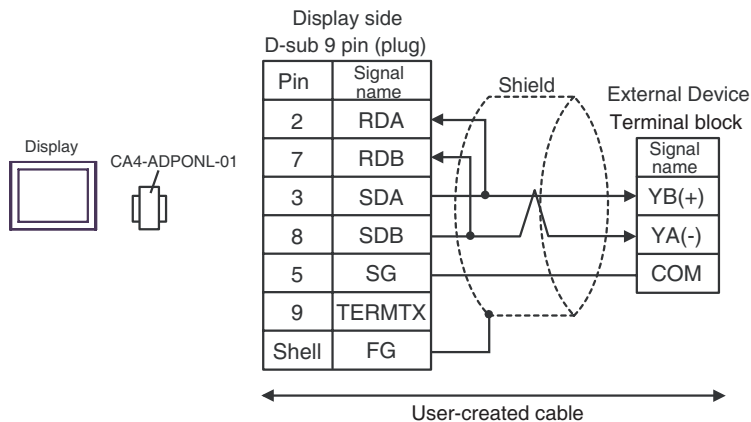 Display side
D-sub 9 pin (plug)
Pin
Signal
name
2
RDA
7
RDB
3
SDA
8
SDB
5
SG
9
TERMTX
Shell
FG
Shield
External Device
Terminal block
Signal
name
YB(+)
YA(-)
COM
Display
CA4-ADPONL-01
User-created cable